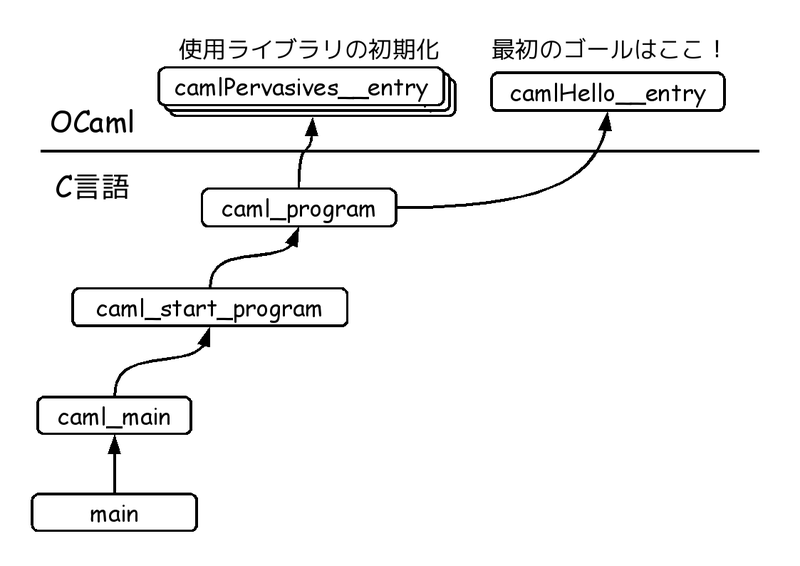 使用ライブラリの初期化
最初のゴールはここ！
camlPervasives__entry
camlHello__entry
OCaml
C言語
caml_program
caml_start_program
caml_main
main